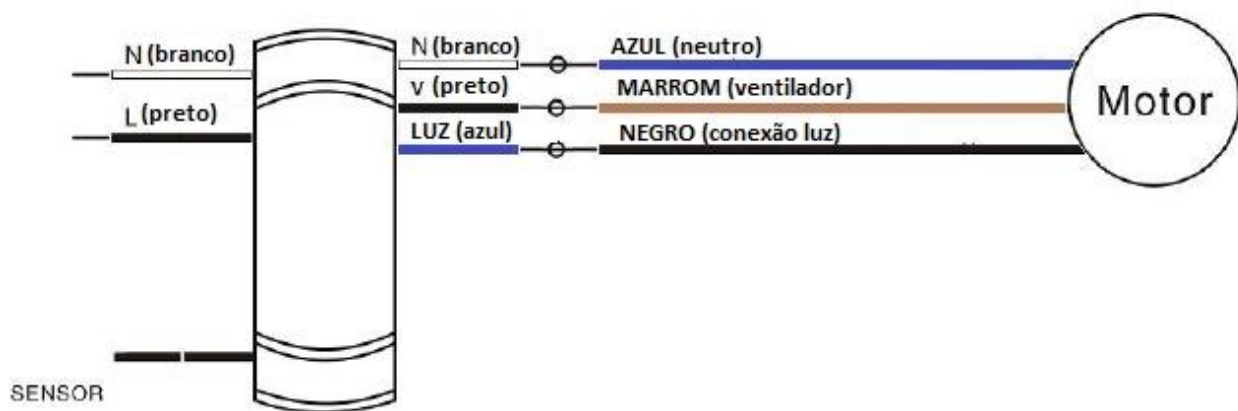 N (branco)
L (preto)
SENSOR
N (branco)
v (preto)
LUZ (azul)
AZUL (neutro)
MARROM (ventilador)
NEGRO (conexão luz)
Motor